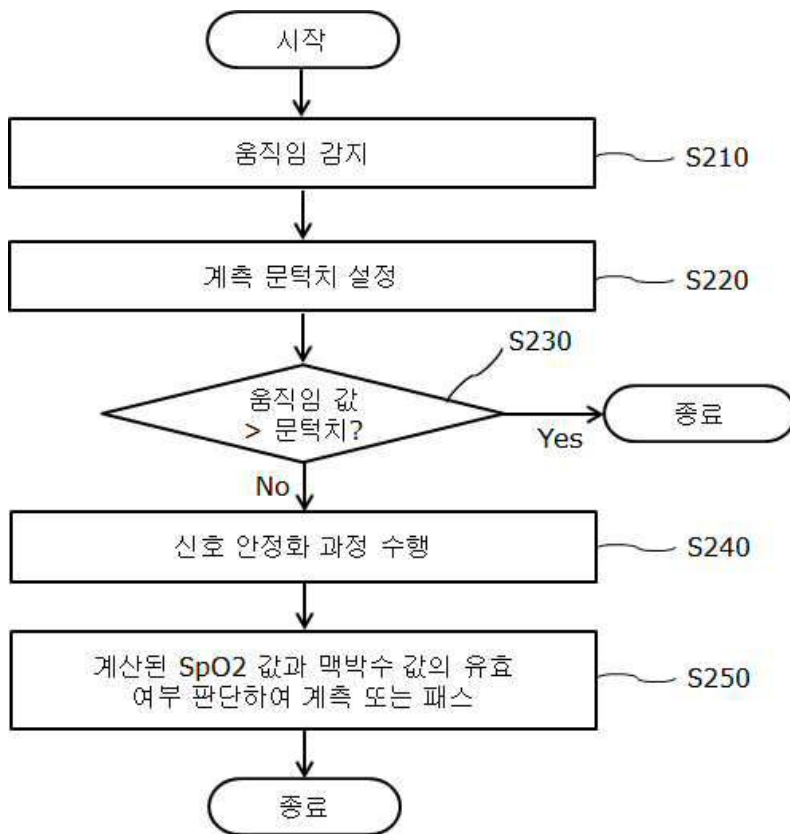 시작
움직임 감지
S210
계측 문턱치 설정
S220
S230
움직임 값
> 문턱치?
종료
Yes
No
신호 안정화 과정 수행
S240
계산된 SpO2 값과 맥박수 값의 유효
여부 판단하여 계측 또는 패스
S250
종료